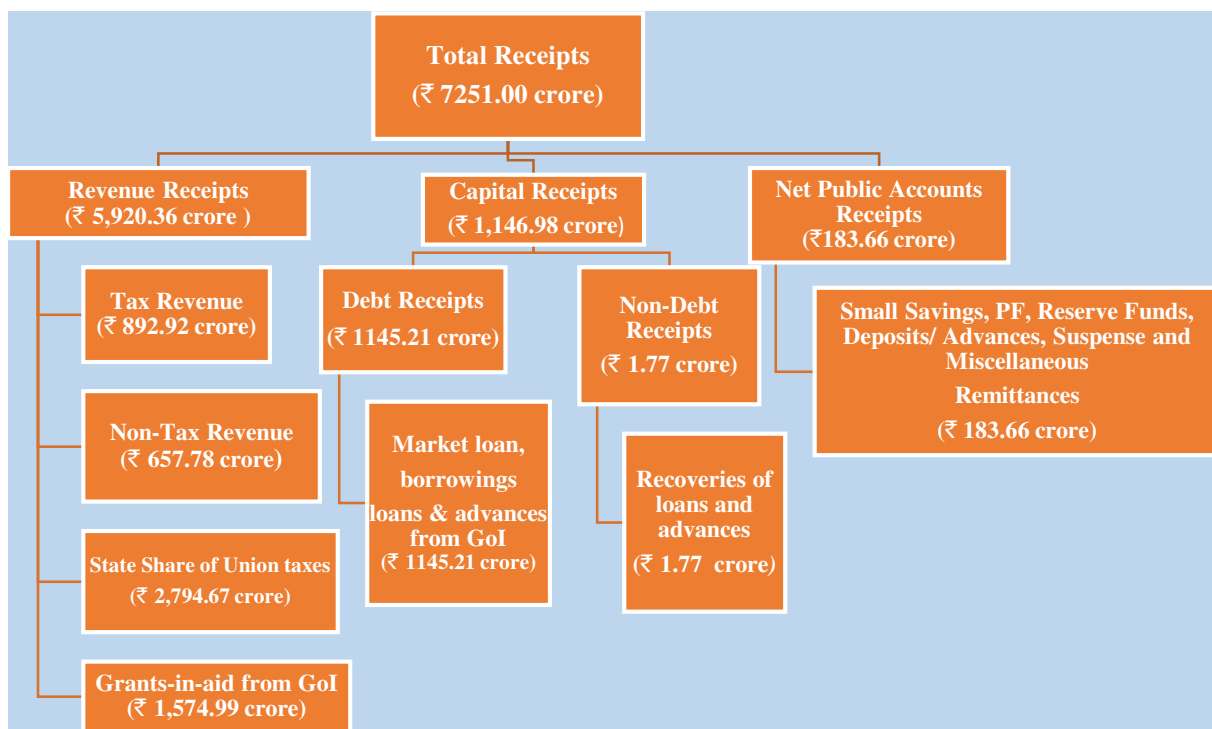 Total Receipts
(₹ 7251.00 crore)
Revenue Receipts
(₹ 5,920.36 crore )
Capital Receipts
(₹ 1,146.98 crore)
Net Public Accounts
Receipts
(₹183.66 crore)
Tax Revenue
(₹ 892.92 crore)
Non-Tax Revenue
(₹ 657.78 crore)
State Share of Union taxes
(₹ 2,794.67 crore)
Grants-in-aid from GoI
(₹ 1,574.99 crore)
Debt Receipts
(₹ 1145.21 crore)
Market loan,
borrowings
loans & advances
from GoI
(₹ 1145.21 crore)
Non-Debt
Receipts
(₹ 1.77 crore)
Recoveries of
loans and
advances
(₹ 1.77 crore)
Small Savings, PF, Reserve Funds,
Deposits/ Advances, Suspense and
Miscellaneous
Remittances
(₹ 183.66 crore)